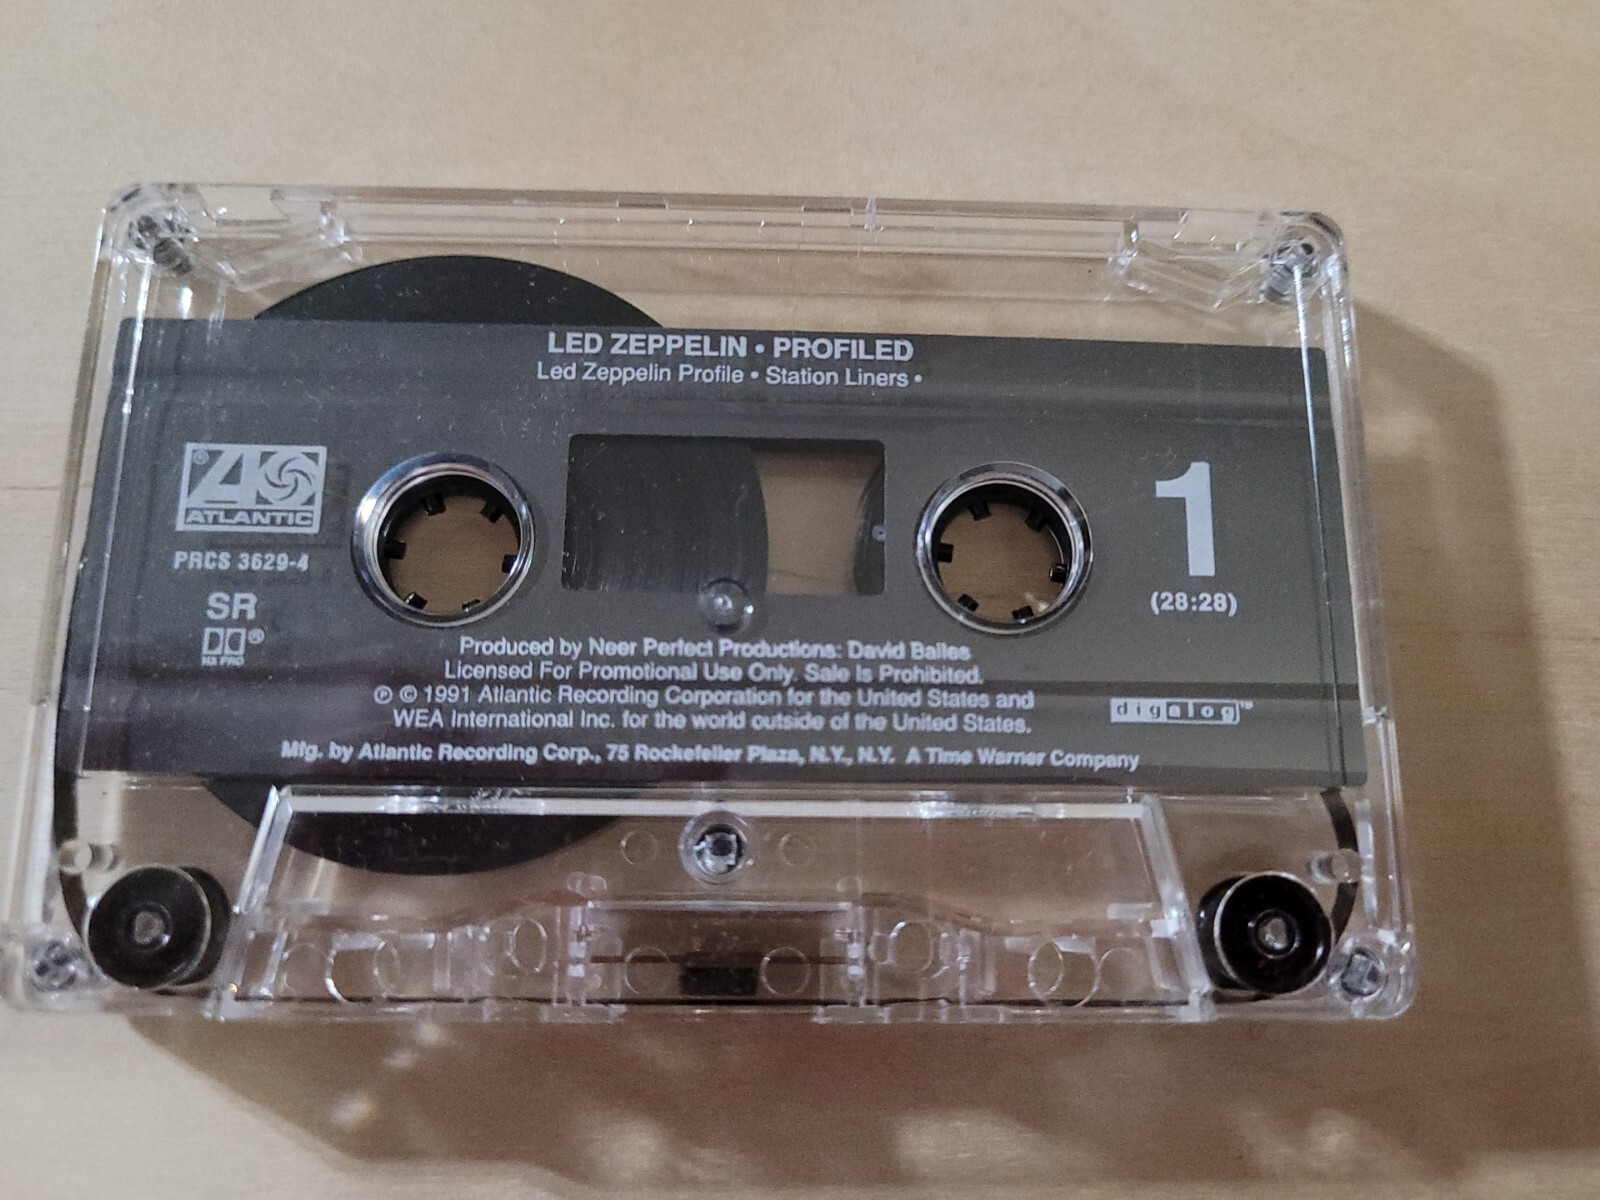 LED ZEPPELIN • PROFILED
Led Zeppelin Profile • Station Liners •
® ATLANTIC
PRCS 3629-4
SR
®
HX PRO
1
(28:28)
Produced by Neer Perfect Productions: David Bailes
Licensed For Promotional Use Only. Sale Is Prohibited.
℗ © 1991 Atlantic Recording Corporation for the United States and
WEA International Inc. for the world outside of the United States.
digalog™
Mfg. by Atlantic Recording Corp., 75 Rockefeller Plaza, N.Y., N.Y. A Time Warner Company